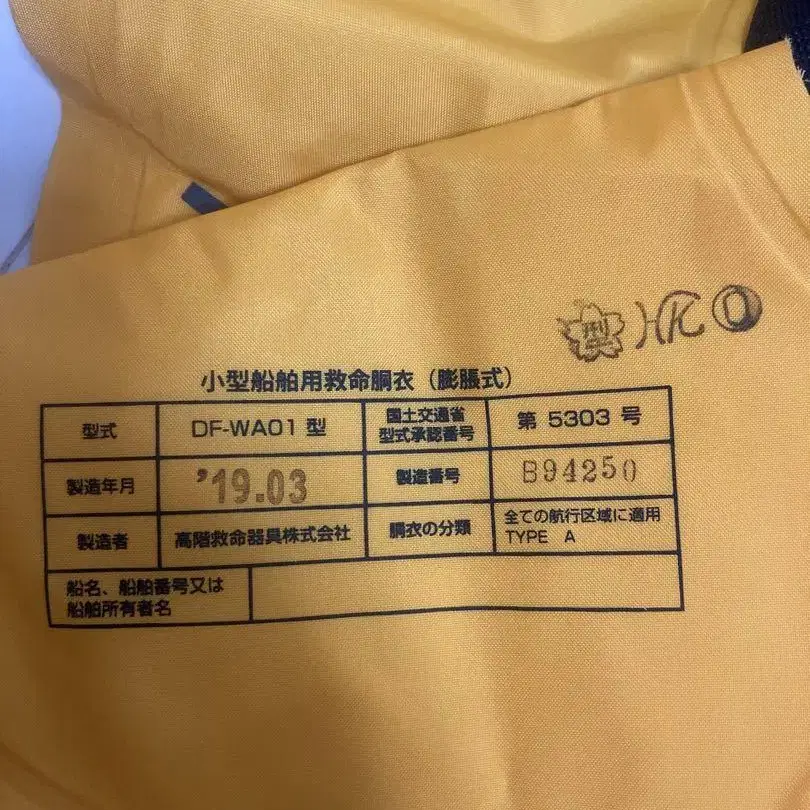 型
HK
小型船舶用救命胴衣（膨脹式）
型式
DF-WA01 型
国土交通省
型式承認番号
第 5303 号
製造年月
'19.03
製造番号
B94250
製造者
高階救命器具株式会社
胴衣の分類
全ての航行区域に適用
TYPE A
船名、船舶番号又は
船舶所有者名